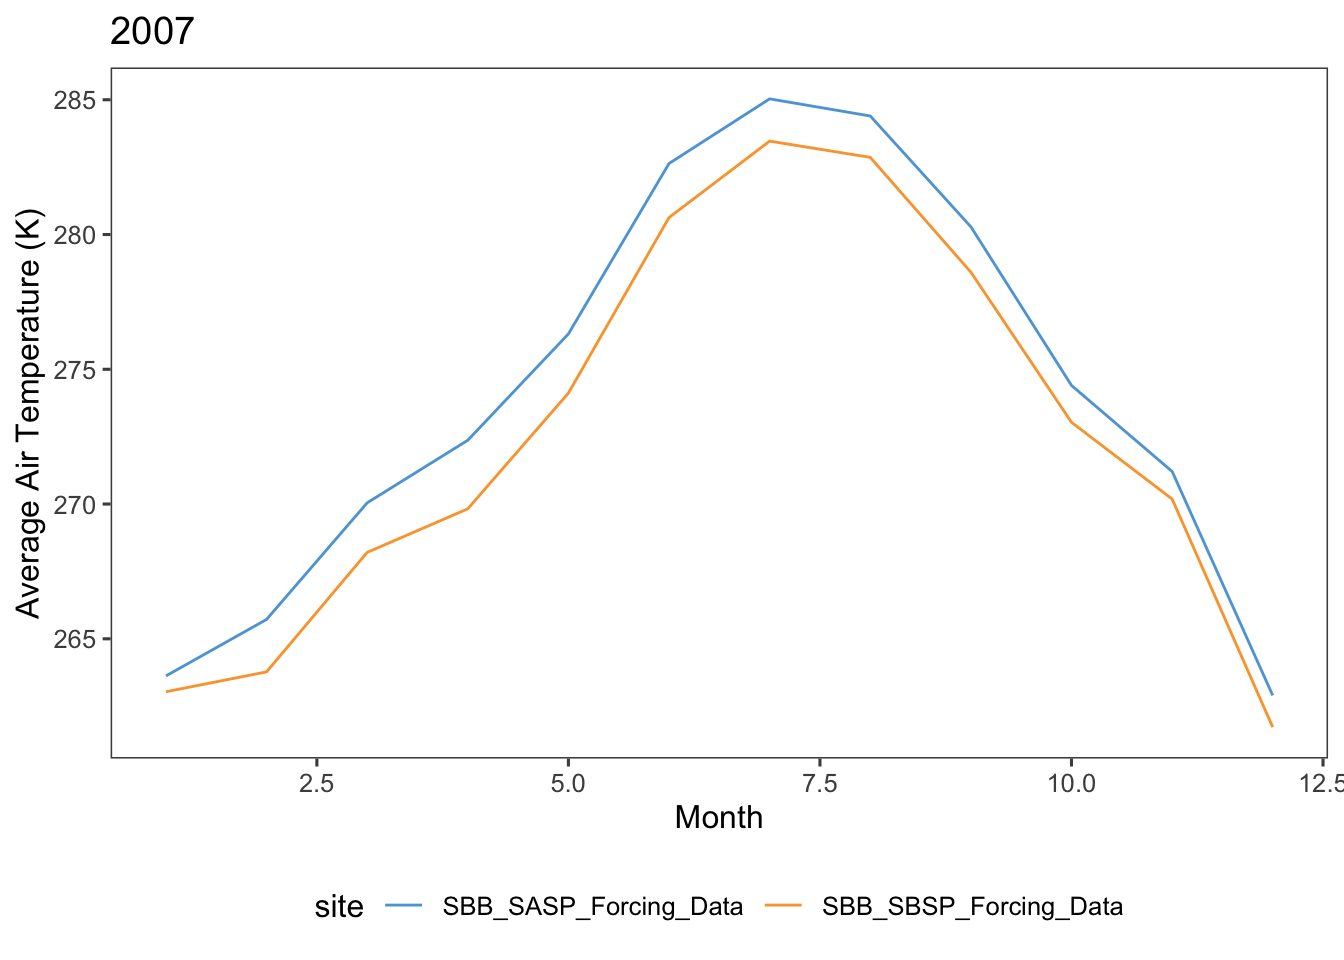 2007
Average Air Temperature (K)
285
280
275
270
265
2.5 5.0 7.5 10.0 12.5
Month
site SBB_SASP_Forcing_Data SBB_SBSP_Forcing_Data